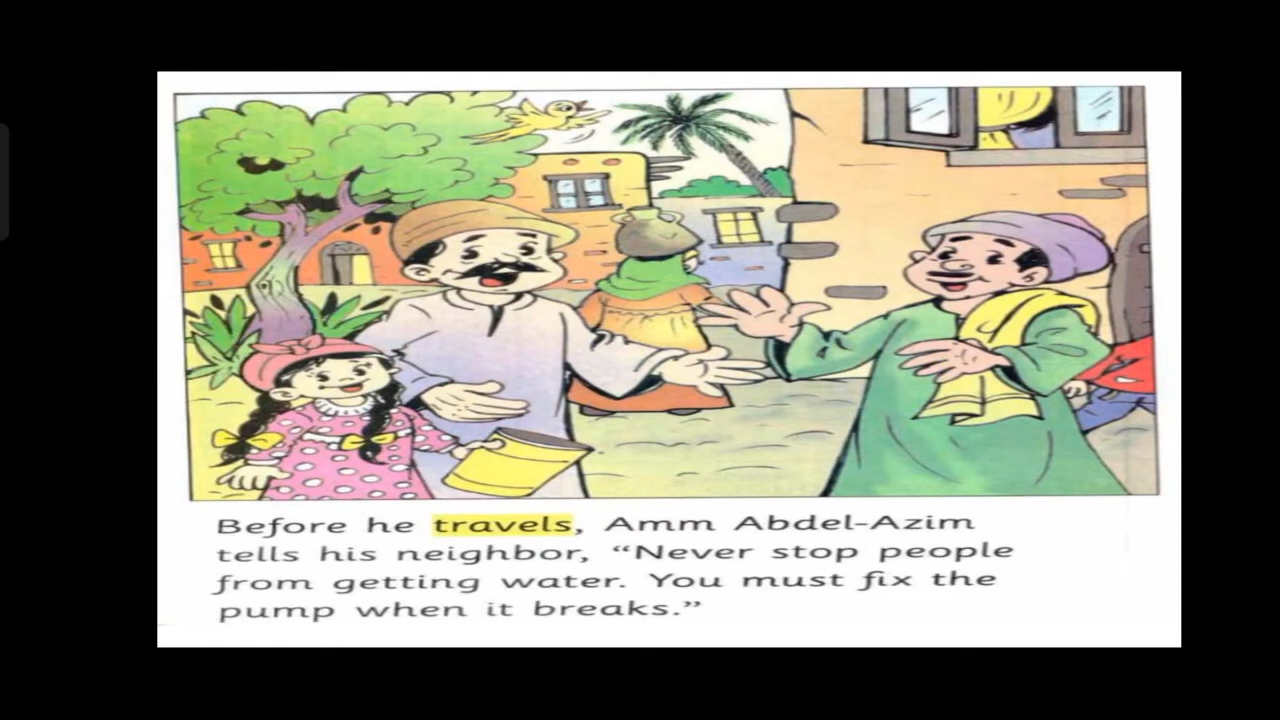 Before he travels, Amm Abdel-Azim
tells his neighbor, “Never stop people
from getting water. You must fix the
pump when it breaks.”